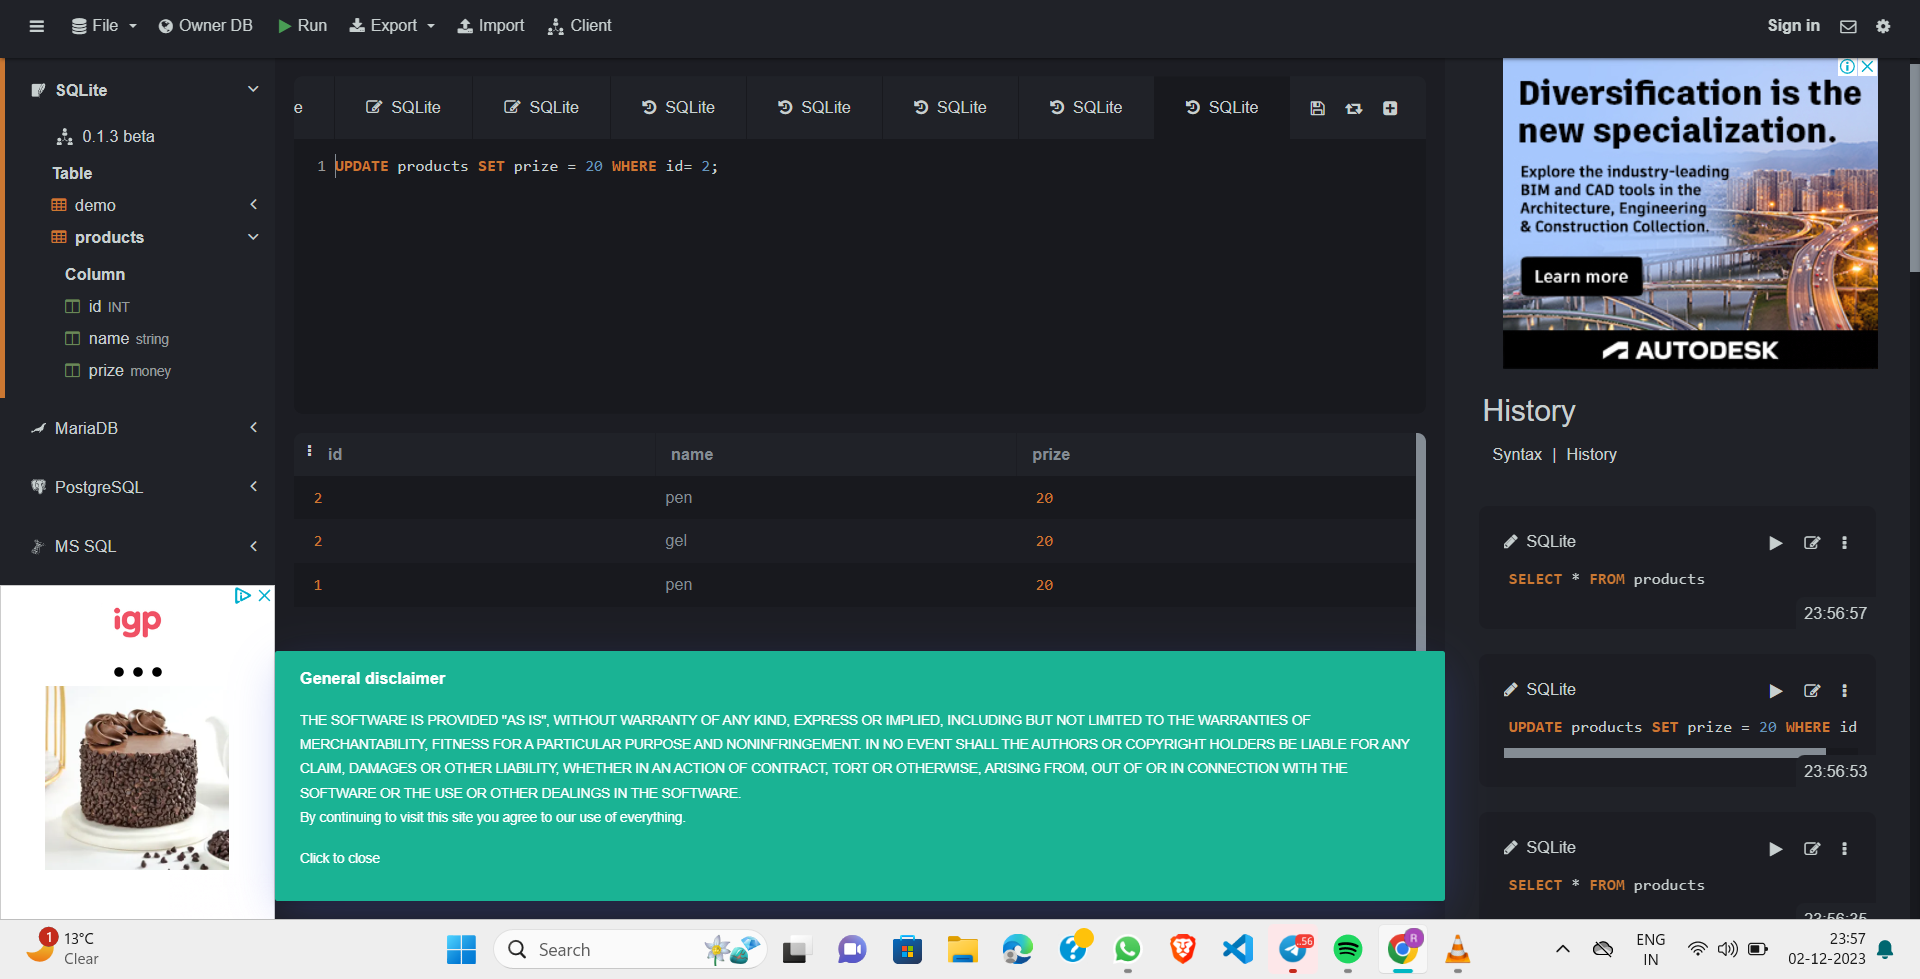 File
Owner DB
Run
Export
Import
Client
Sign in
SQLite
0.1.3 beta
Table
demo
products
Column
id INT
name string
prize money
MariaDB
PostgreSQL
MS SQL
igp
e
SQLite
SQLite
SQLite
SQLite
SQLite
SQLite
SQLite
1 UPDATE products SET prize = 20 WHERE id= 2;
id name prize
2 pen 20
2 gel 20
1 pen 20
General disclaimer
THE SOFTWARE IS PROVIDED "AS IS", WITHOUT WARRANTY OF ANY KIND, EXPRESS OR IMPLIED, INCLUDING BUT NOT LIMITED TO THE WARRANTIES OF
MERCHANTABILITY, FITNESS FOR A PARTICULAR PURPOSE AND NONINFRINGEMENT. IN NO EVENT SHALL THE AUTHORS OR COPYRIGHT HOLDERS BE LIABLE FOR ANY
CLAIM, DAMAGES OR OTHER LIABILITY, WHETHER IN AN ACTION OF CONTRACT, TORT OR OTHERWISE, ARISING FROM, OUT OF OR IN CONNECTION WITH THE
SOFTWARE OR THE USE OR OTHER DEALINGS IN THE SOFTWARE.
By continuing to visit this site you agree to our use of everything.
Click to close
Diversification is the
new specialization.
Explore the industry-leading
BIM and CAD tools in the
Architecture, Engineering
& Construction Collection.
Learn more
AUTODESK
History
Syntax | History
SQLite
SELECT * FROM products
23:56:57
SQLite
UPDATE products SET prize = 20 WHERE id
23:56:53
SQLite
SELECT * FROM products
23:56:35
1
13°C
Clear
Search
..56
R
ENG
IN
23:57
02-12-2023